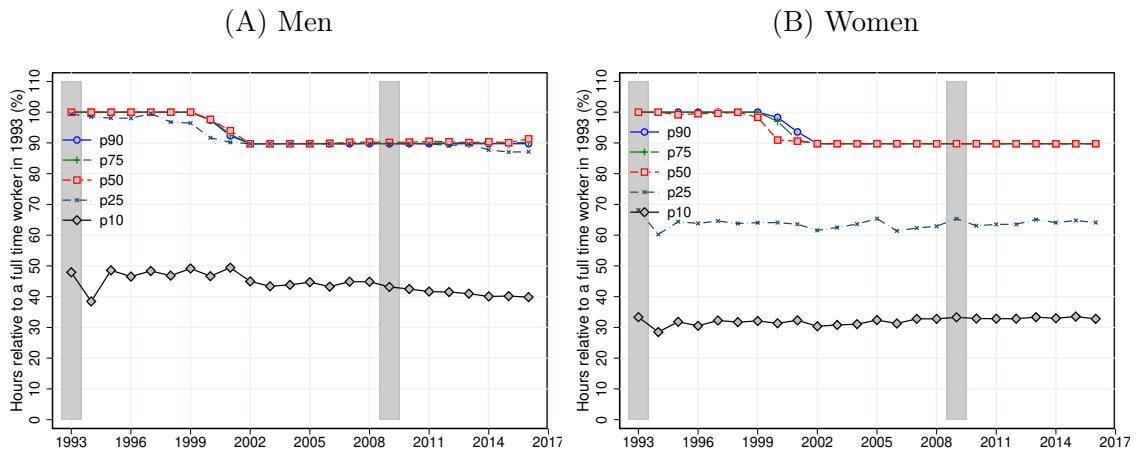 (A) Men
Hours relative to a full time worker in 1993 (%)
110
100
90
80
70
60
50
40
30
20
10
0
p90
p75
p50
p25
p10
1993 1996 1999 2002 2005 2008 2011 2014 2017
(B) Women
Hours relative to a full time worker in 1993 (%)
110
100
90
80
70
60
50
40
30
20
10
0
p90
p75
p50
p25
p10
1993 1996 1999 2002 2005 2008 2011 2014 2017